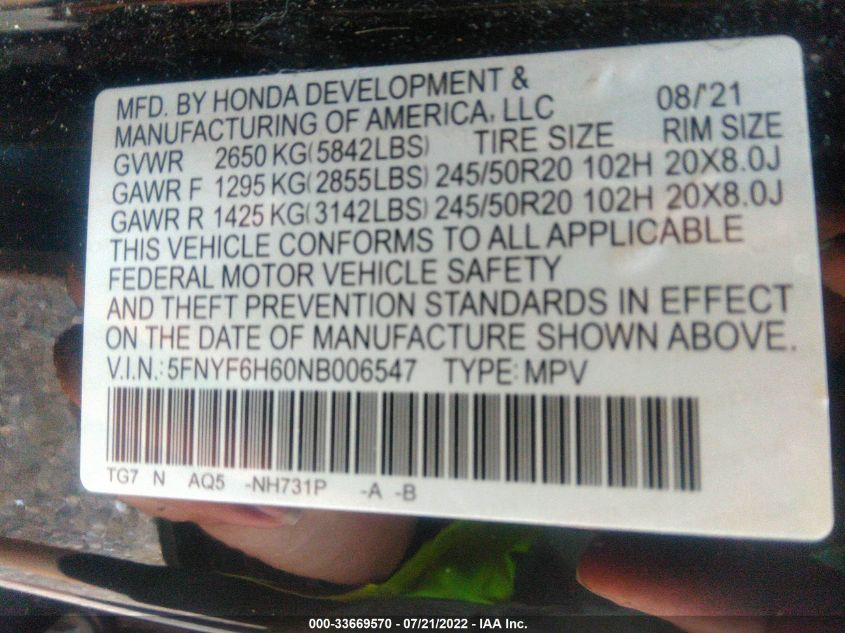 MFD. BY HONDA DEVELOPMENT & 08/'21
MANUFACTURING OF AMERICA, LLC
GVWR 2650 KG(5842LBS) TIRE SIZE RIM SIZE
GAWR F 1295 KG(2855LBS) 245/50R20 102H 20X8.0J
GAWR R 1425 KG(3142LBS) 245/50R20 102H 20X8.0J
THIS VEHICLE CONFORMS TO ALL APPLICABLE
FEDERAL MOTOR VEHICLE SAFETY
AND THEFT PREVENTION STANDARDS IN EFFECT
ON THE DATE OF MANUFACTURE SHOWN ABOVE.
V.I.N.: 5FNYF6H60NB006547 TYPE: MPV
TG7 N AQ5 -NH731P -A -B
000-33669570 - 07/21/2022 - IAA Inc.